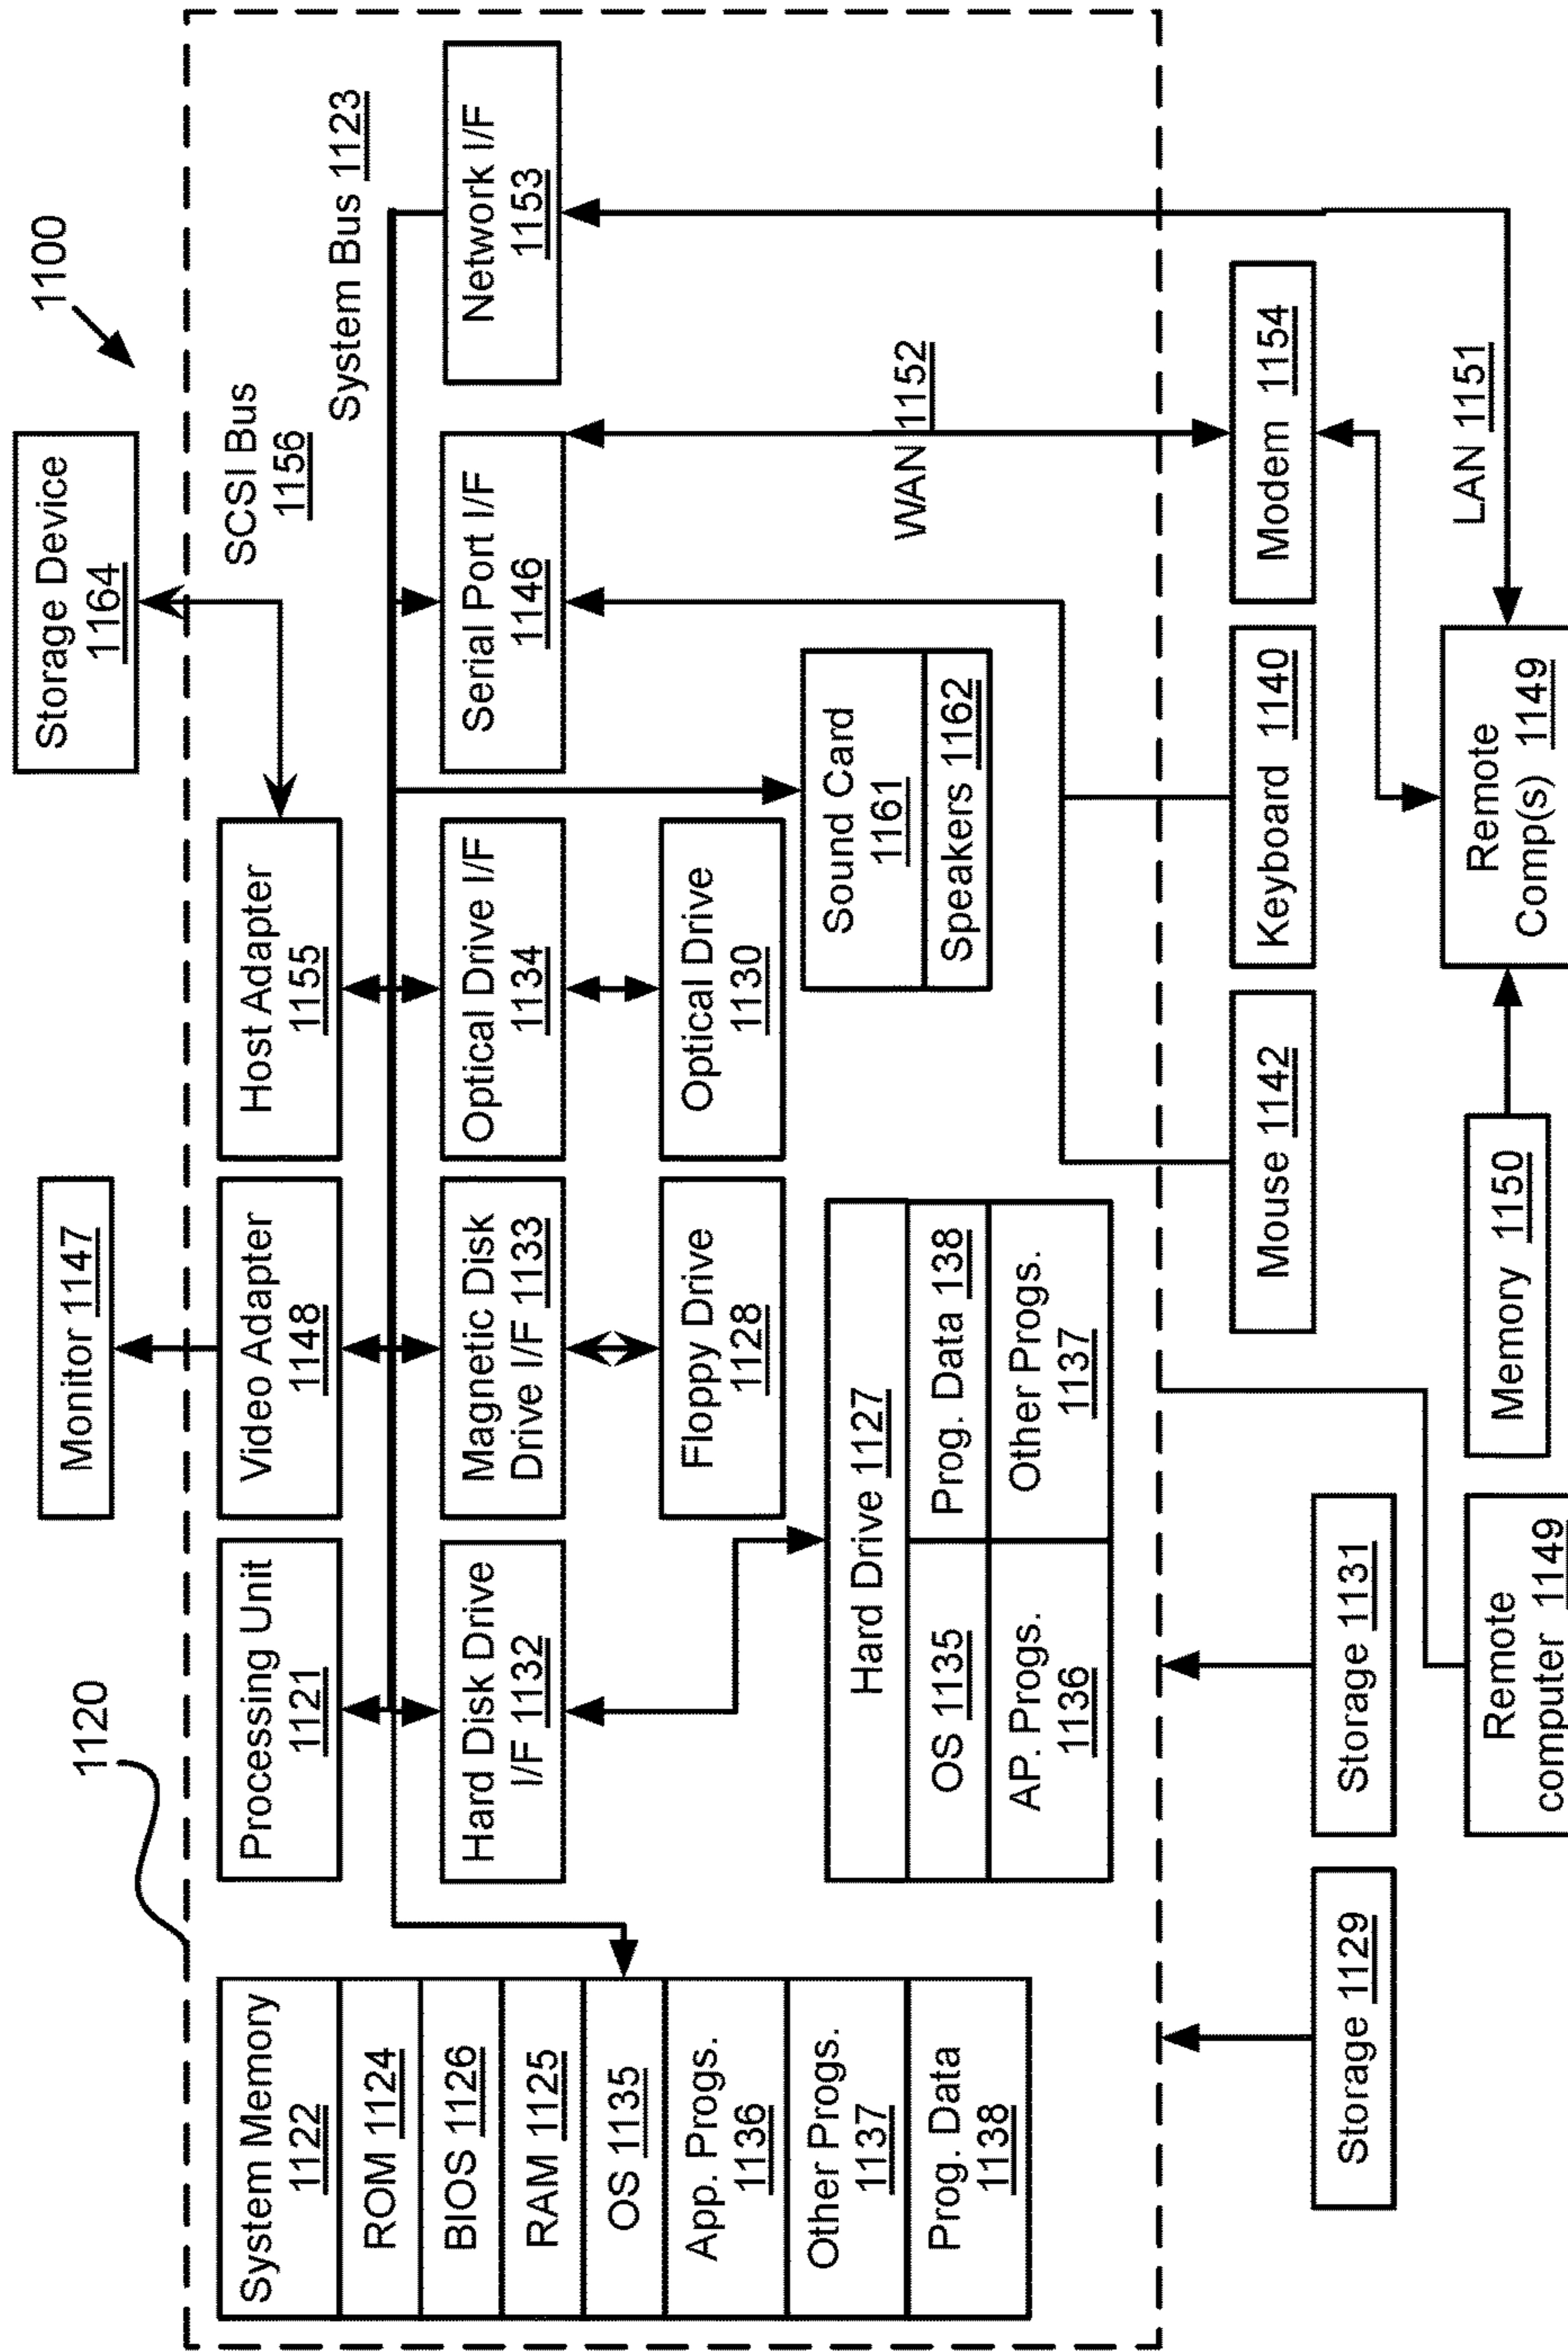 1100
1120
Monitor 1147
Storage Device
1164
SCSI Bus
1156
System Memory
1122
ROM 1124
BIOS 1126
RAM 1125
OS 1135
App. Progs.
1136
Other Progs.
1137
Prog. Data
1138
Processing Unit
1121
Video Adapter
1148
Host Adapter
1155
System Bus 1123
Hard Disk Drive
I/F 1132
Magnetic Disk
Drive I/F 1133
Optical Drive I/F
1134
Serial Port I/F
1146
Network I/F
1153
Floppy Drive
1128
Optical Drive
1130
Sound Card
1161
Speakers 1162
Hard Drive 1127
OS 1135
Prog. Data 1138
AP. Progs.
1136
Other Progs.
1137
WAN 1152
Storage 1129
Storage 1131
Mouse 1142
Keyboard 1140
Modem 1154
LAN 1151
Remote
computer 1149
Memory 1150
Remote
Comp(s) 1149